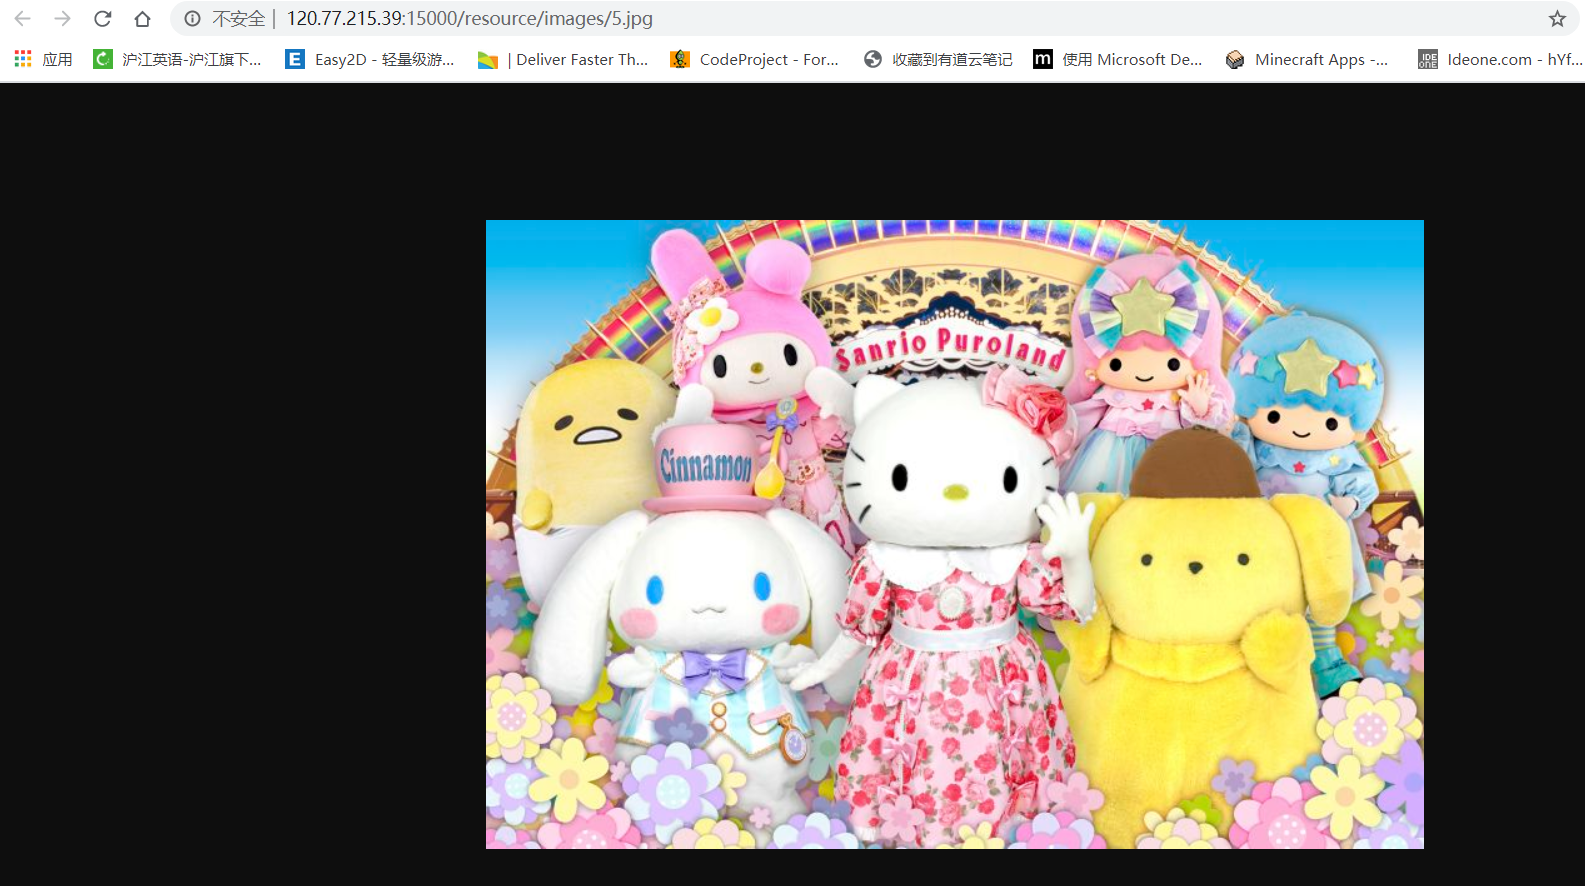 不安全 | 120.77.215.39:15000/resource/images/5.jpg
应用
沪江英语-沪江旗下...
E
Easy2D - 轻量级游...
| Deliver Faster Th...
CodeProject - For...
收藏到有道云笔记
m
使用 Microsoft De...
Minecraft Apps -...
IDE
ONE
Ideone.com - hYf...
Sanrio Puroland
Cinnamon